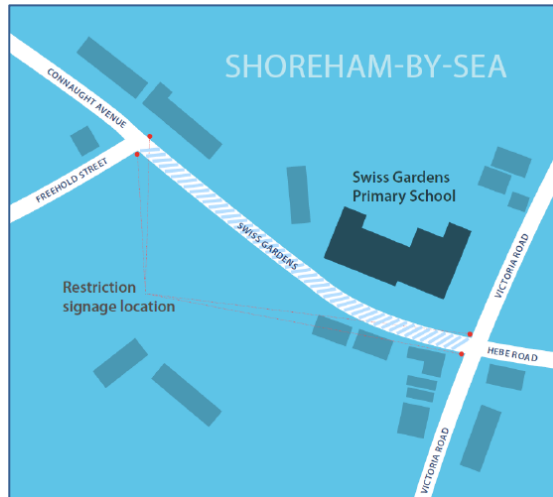 SHOREHAM-BY-SEA
CONNAUGHT AVENUE
FREEHOLD STREET
Swiss Gardens
Primary School
SWISS GARDENS
VICTORIA ROAD
Restriction
signage location
HEBE ROAD
VICTORIA ROAD